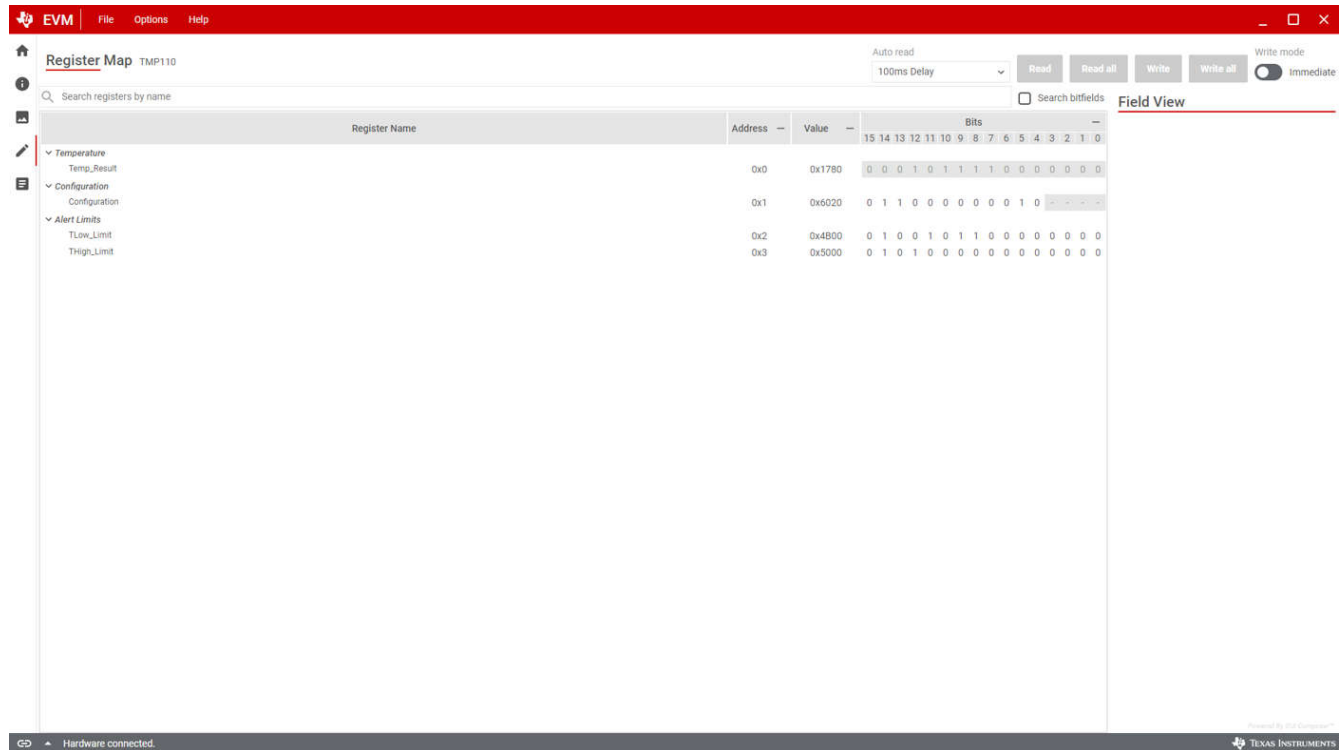 EVM File Options Help
Register Map TMP110
Auto read
100ms Delay
Read
Read all
Write
Write all
Write mode
Immediate
Search registers by name
Search bitfields
Field View
Register Name Address Value Bits
15 14 13 12 11 10 9 8 7 6 5 4 3 2 1 0
Temperature
Temp_Result 0x0 0x1780 0 0 0 1 0 1 1 1 1 0 0 0 0 0 0 0
Configuration
Configuration 0x1 0x6020 0 1 1 0 0 0 0 0 0 0 1 0 - - - -
Alert Limits
TLow_Limit 0x2 0x4B00 0 1 0 0 1 0 1 1 0 0 0 0 0 0 0 0
THigh_Limit 0x3 0x5000 0 1 0 1 0 0 0 0 0 0 0 0 0 0 0 0
Powered By GUI Composer™
Hardware connected.
TEXAS INSTRUMENTS